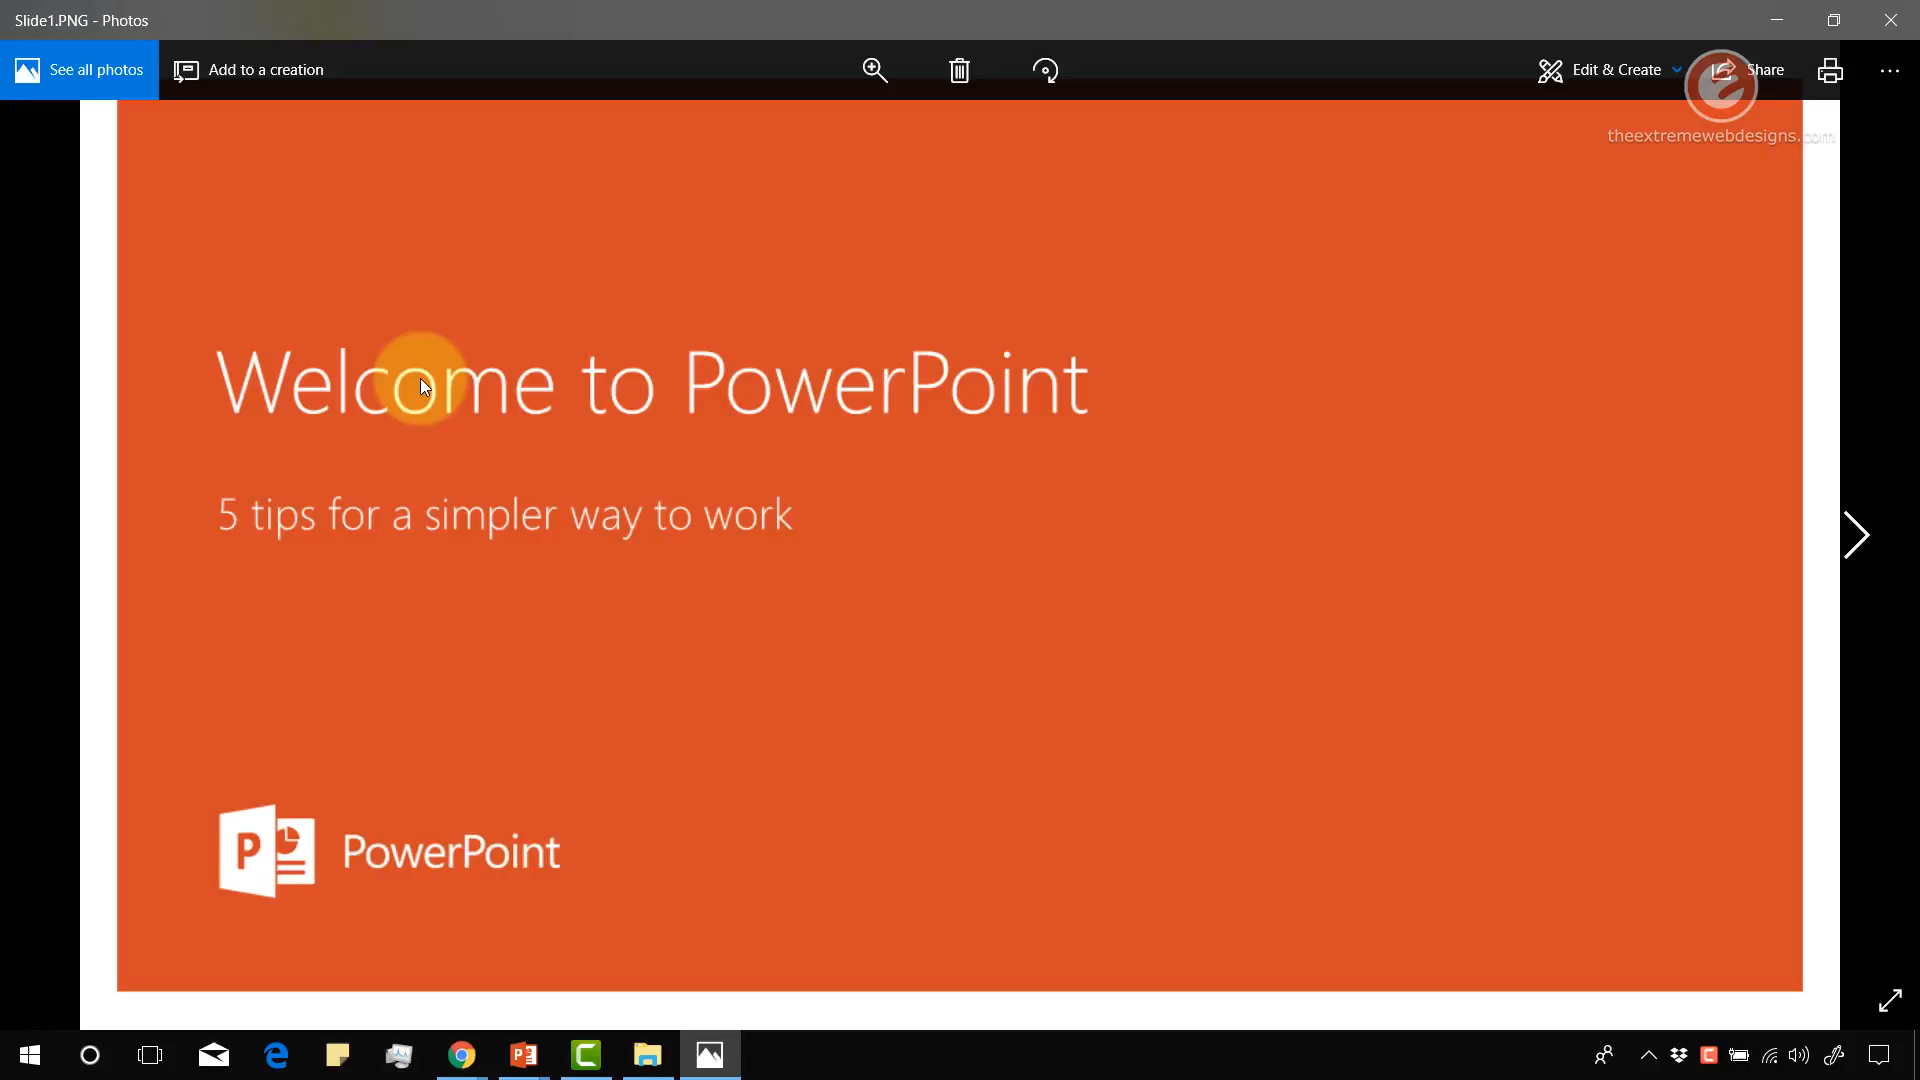 Slide1.PNG - Photos
See all photos
Add to a creation
Edit & Create
Share
theextremewebdesigns.com
Welcome to PowerPoint
5 tips for a simpler way to work
P
PowerPoint